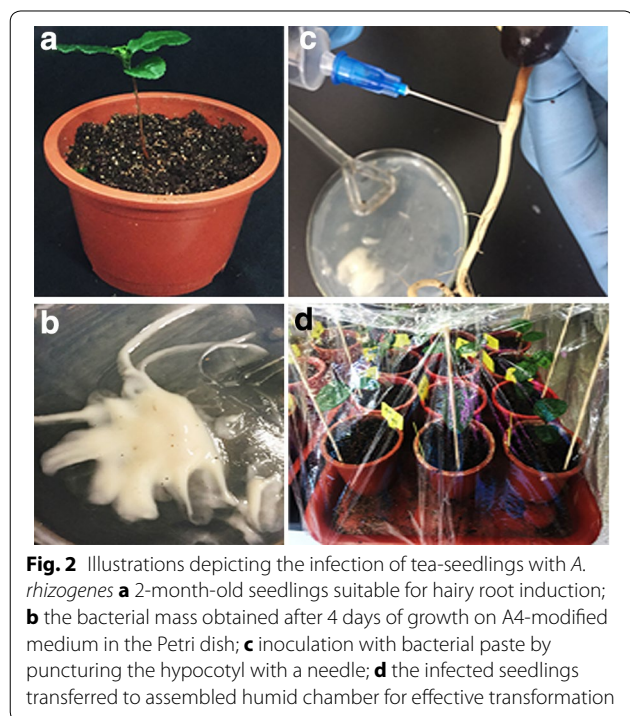 a
c
b
d
Fig. 2 Illustrations depicting the infection of tea-seedlings with A.
rhizogenes a 2-month-old seedlings suitable for hairy root induction;
b the bacterial mass obtained after 4 days of growth on A4-modified
medium in the Petri dish; c inoculation with bacterial paste by
puncturing the hypocotyl with a needle; d the infected seedlings
transferred to assembled humid chamber for effective transformation